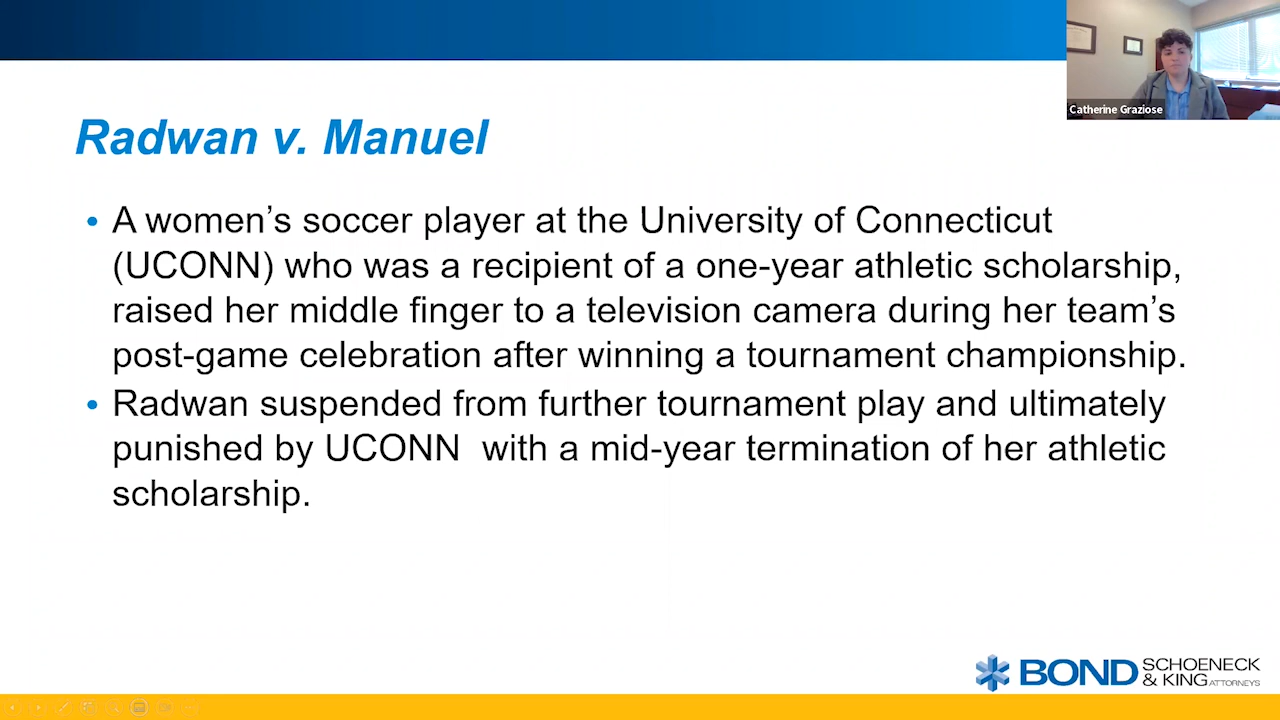 Catherine Graziose
Radwan v. Manuel
• A women’s soccer player at the University of Connecticut
(UCONN) who was a recipient of a one-year athletic scholarship,
raised her middle finger to a television camera during her team’s
post-game celebration after winning a tournament championship.
• Radwan suspended from further tournament play and ultimately
punished by UCONN  with a mid-year termination of her athletic
scholarship.
BOND SCHOENECK
& KING ATTORNEYS